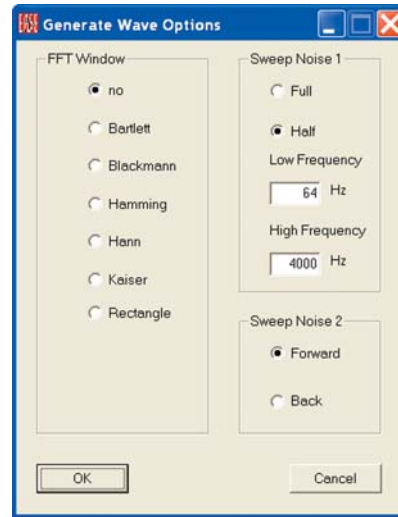 EASE Generate Wave Options
FFT Window
no
Bartlett
Blackmann
Hamming
Hann
Kaiser
Rectangle
Sweep Noise 1
Full
Half
Low Frequency
64 Hz
High Frequency
4000 Hz
Sweep Noise 2
Forward
Back
OK
Cancel